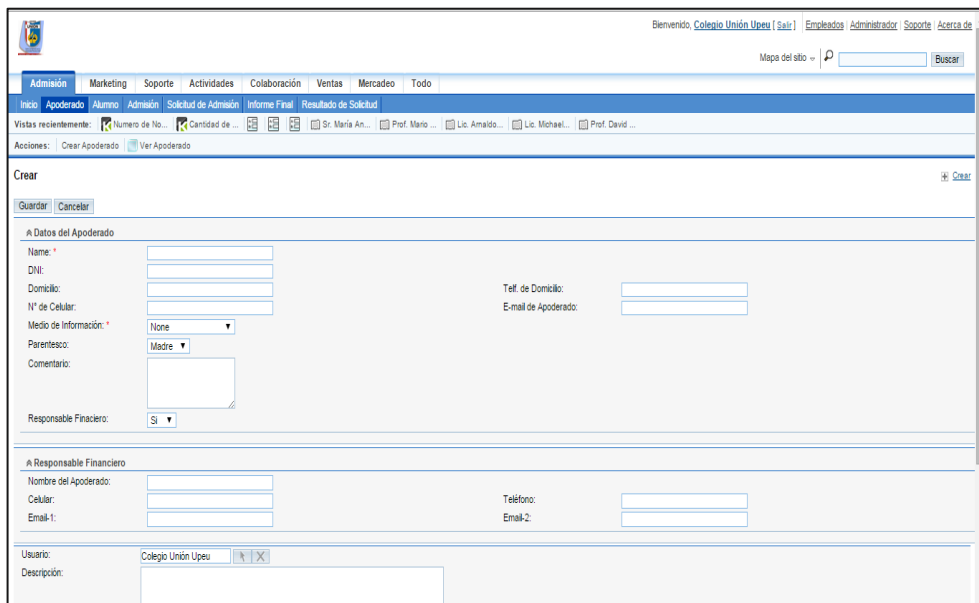 Bienvenido, Colegio Unión Upeu [ Salir ] Empleados | Administrador | Soporte | Acerca de
Mapa del sitio Buscar
Admisión Marketing Soporte Actividades Colaboración Ventas Mercadeo Todo
Inicio Apoderado Alumno Admisión Solicitud de Admisión Informe Final Resultado de Solicitud
Vistas recientemente: Numero de No... Cantidad de ... Sr. María An... Prof. Mario ... Lic. Arnaldo... Lic. Michael... Prof. David ...
Acciones: Crear Apoderado Ver Apoderado
Crear Crear
Guardar Cancelar
Datos del Apoderado
Name: *
DNI:
Domicilio: Telf. de Domicilio:
N° de Celular: E-mail de Apoderado:
Medio de Información: * None
Parentesco: Madre
Comentario:
Responsable Finaciero: Si
Responsable Financiero
Nombre del Apoderado:
Celular: Teléfono:
Email-1: Email-2:
Usuario: Colegio Unión Upeu
Descripción: